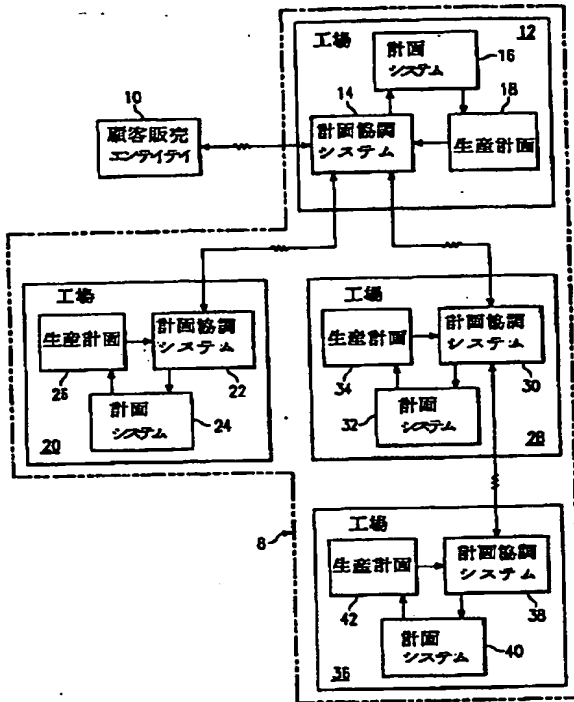 工場
12
計画
システム
16
14
計画協調
システム
18
生産計画
10
顧客販売
エンテイテイ
工場
生産計画
26
計画協調
システム
22
計画
システム
24
20
工場
生産計画
34
計画協調
システム
30
計画
システム
32
28
8
工場
生産計画
42
計画協調
システム
38
計画
システム
40
36